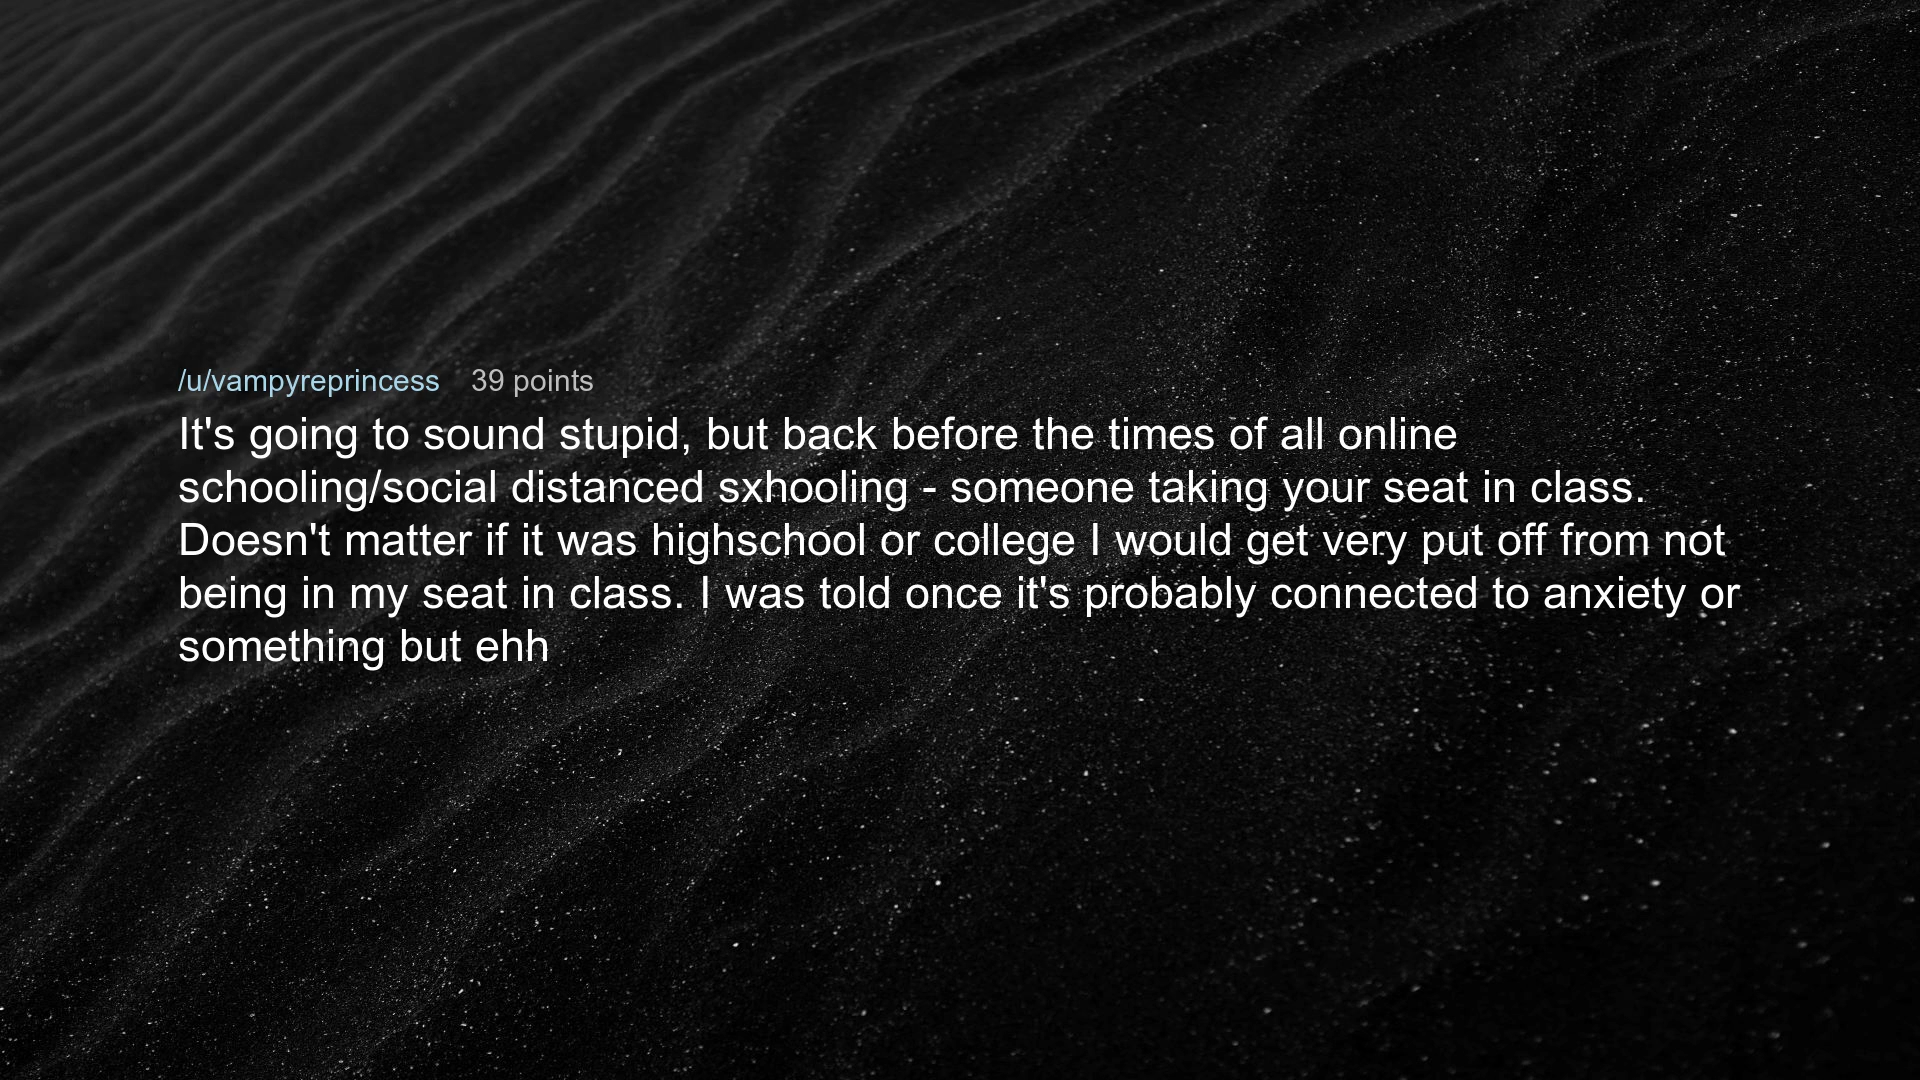 /u/vampyreprincess 39 points
It's going to sound stupid, but back before the times of all online
schooling/social distanced sxhooling - someone taking your seat in class.
Doesn't matter if it was highschool or college I would get very put off from not
being in my seat in class. I was told once it's probably connected to anxiety or
something but ehh